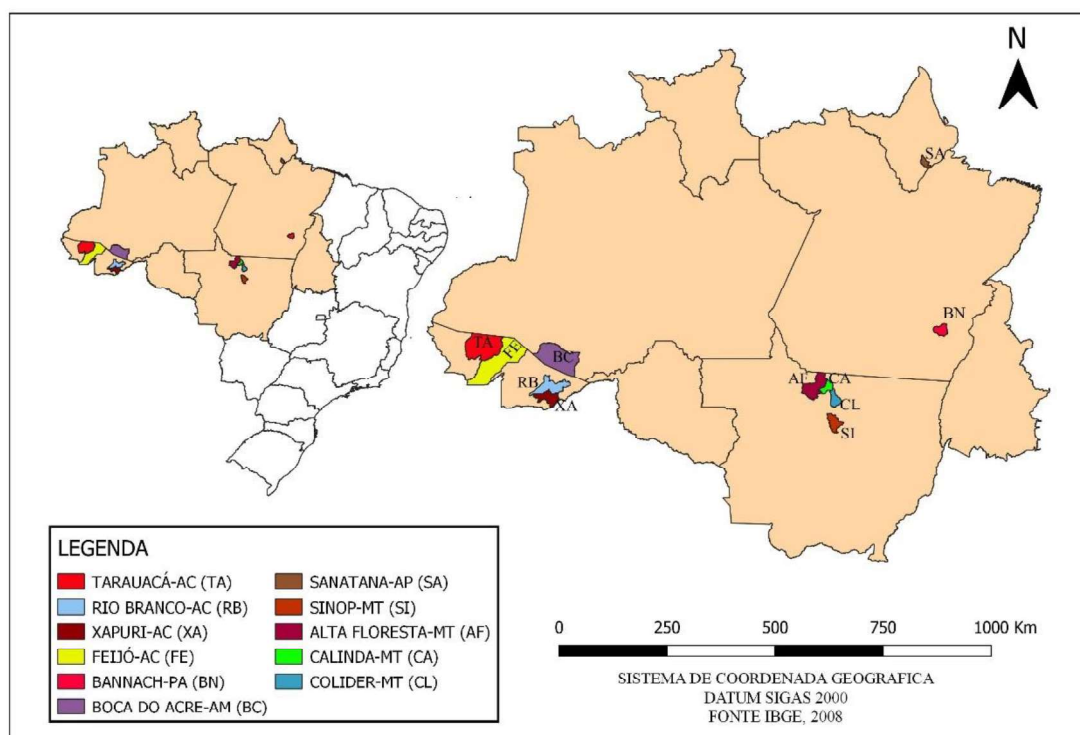 N
SA
BN
TA
FE
BC
RB
XA
AF
CA
CL
SI
LEGENDA
TARAUACÁ-AC (TA)
RIO BRANCO-AC (RB)
XAPURI-AC (XA)
FEIJÓ-AC (FE)
BANNACH-PA (BN)
BOCA DO ACRE-AM (BC)
SANATANA-AP (SA)
SINOP-MT (SI)
ALTA FLORESTA-MT (AF)
CALINDA-MT (CA)
COLIDER-MT (CL)
0 250 500 750 1000 Km
SISTEMA DE COORDENADA GEOGRAFICA
DATUM SIGAS 2000
FONTE IBGE, 2008